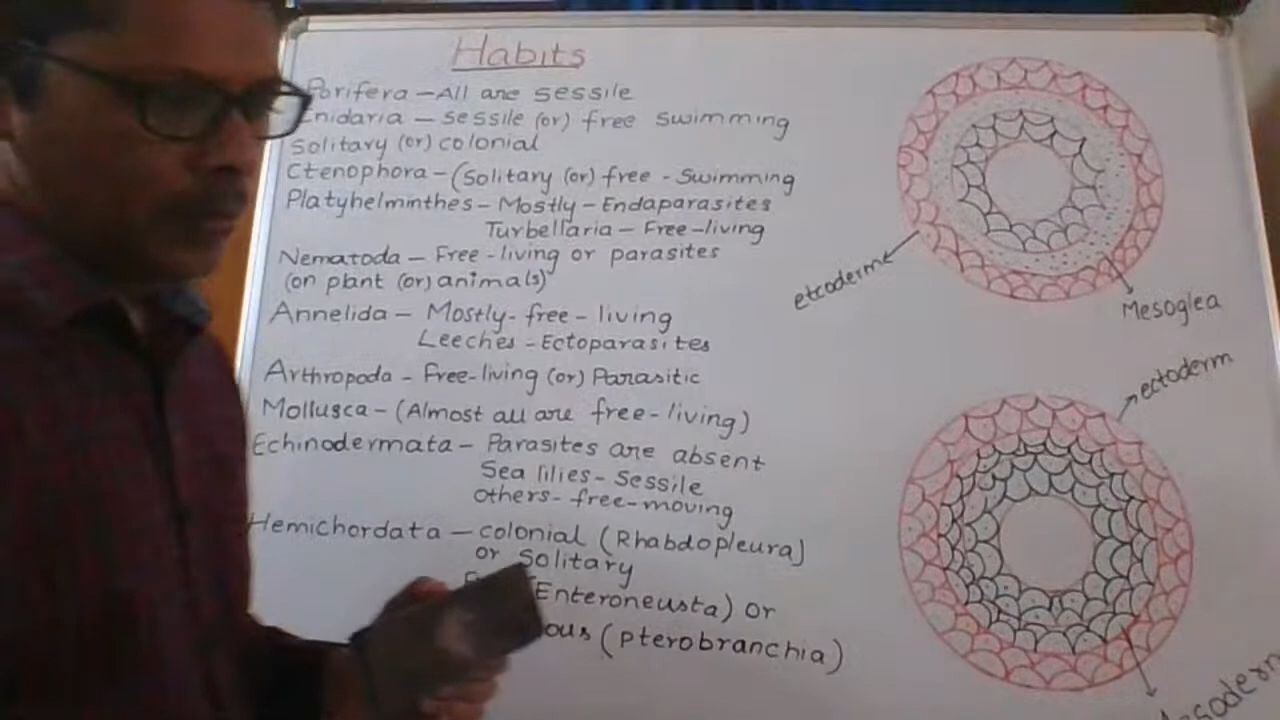 Habits
Porifera - All are sessile
Cnidaria - sessile (or) free swimming
Solitary (or) colonial
Ctenophora - (Solitary (or) free - Swimming
Platyhelminthes - Mostly - Endaparasites
Turbellaria - Free-living
Nematoda - Free-living or parasites
(on plant (or) animals)
Annelida - Mostly-free-living
Leeches - Ectoparasites
Arthropoda - Free-living (or) Parasitic
Mollusca - (Almost all are free-living)
Echinodermata - Parasites are absent
Sea lilies - Sessile
others - free-moving
Hemichordata - colonial (Rhabdopleura)
or Solitary
(Enteroneusta) or
ous (pterobranchia)
etcoderm
Mesoglea
ectoderm